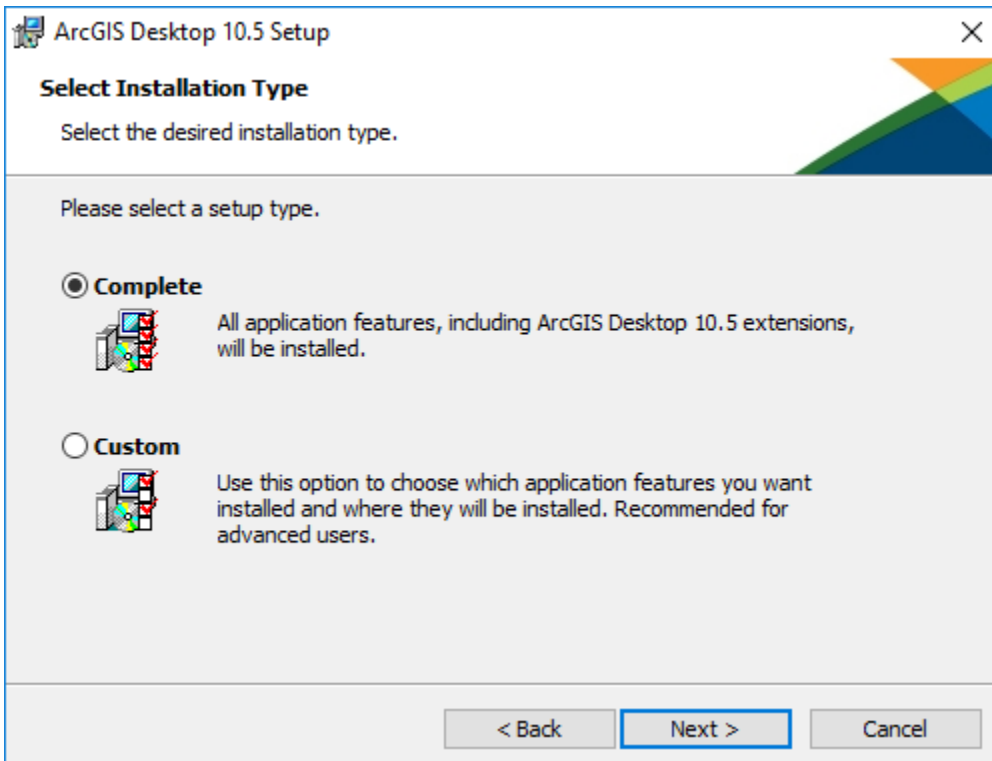 ArcGIS Desktop 10.5 Setup
Select Installation Type
Select the desired installation type.
Please select a setup type.
Complete
All application features, including ArcGIS Desktop 10.5 extensions,
will be installed.
Custom
Use this option to choose which application features you want
installed and where they will be installed. Recommended for
advanced users.
< Back
Next >
Cancel